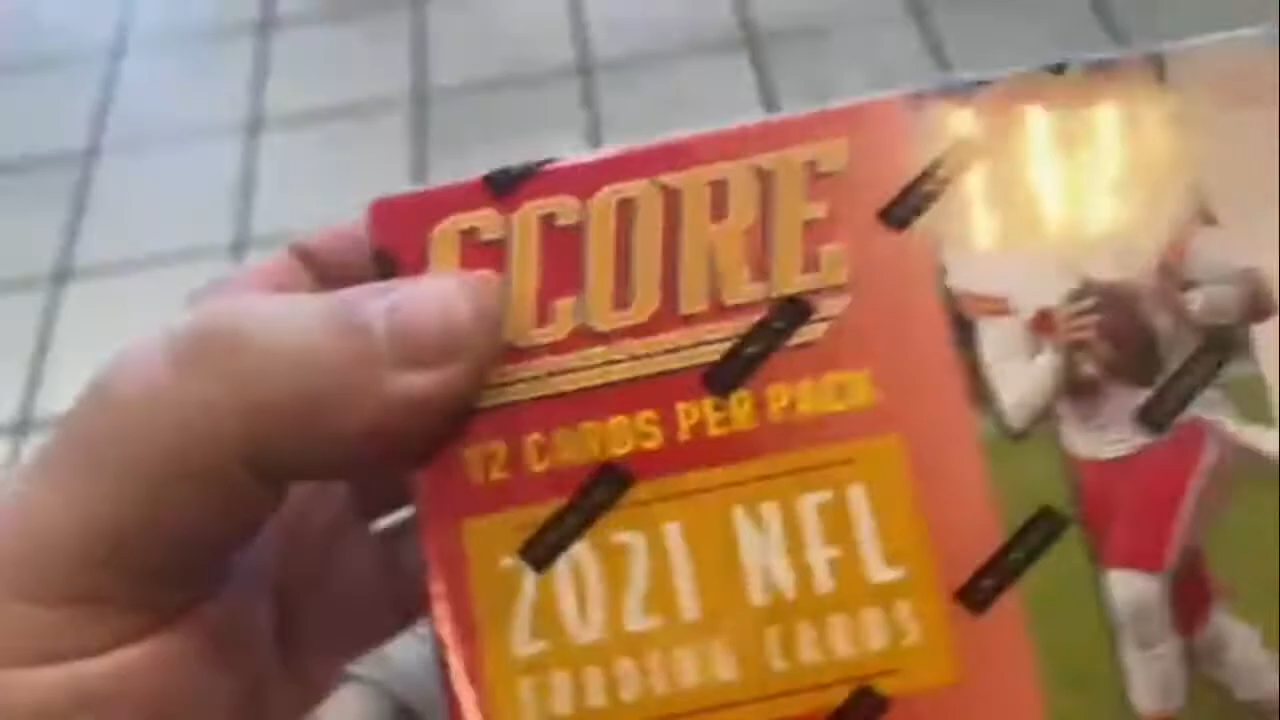 SCORE
12 CARDS PER PACK
2021 NFL
TRADING CARDS